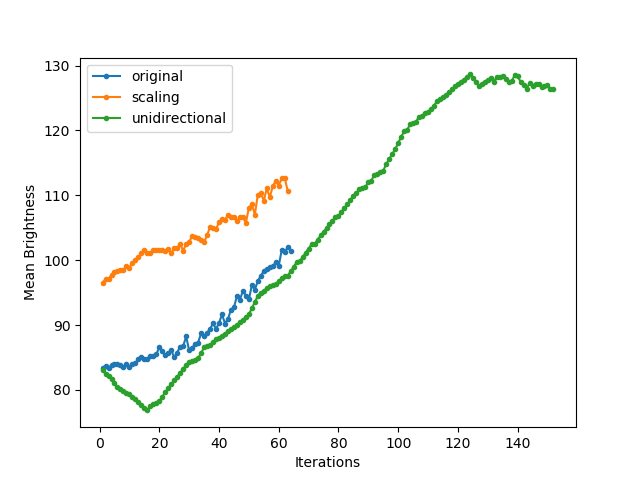 original
scaling
unidirectional
Mean Brightness
130
120
110
100
90
80
0 20 40 60 80 100 120 140
Iterations